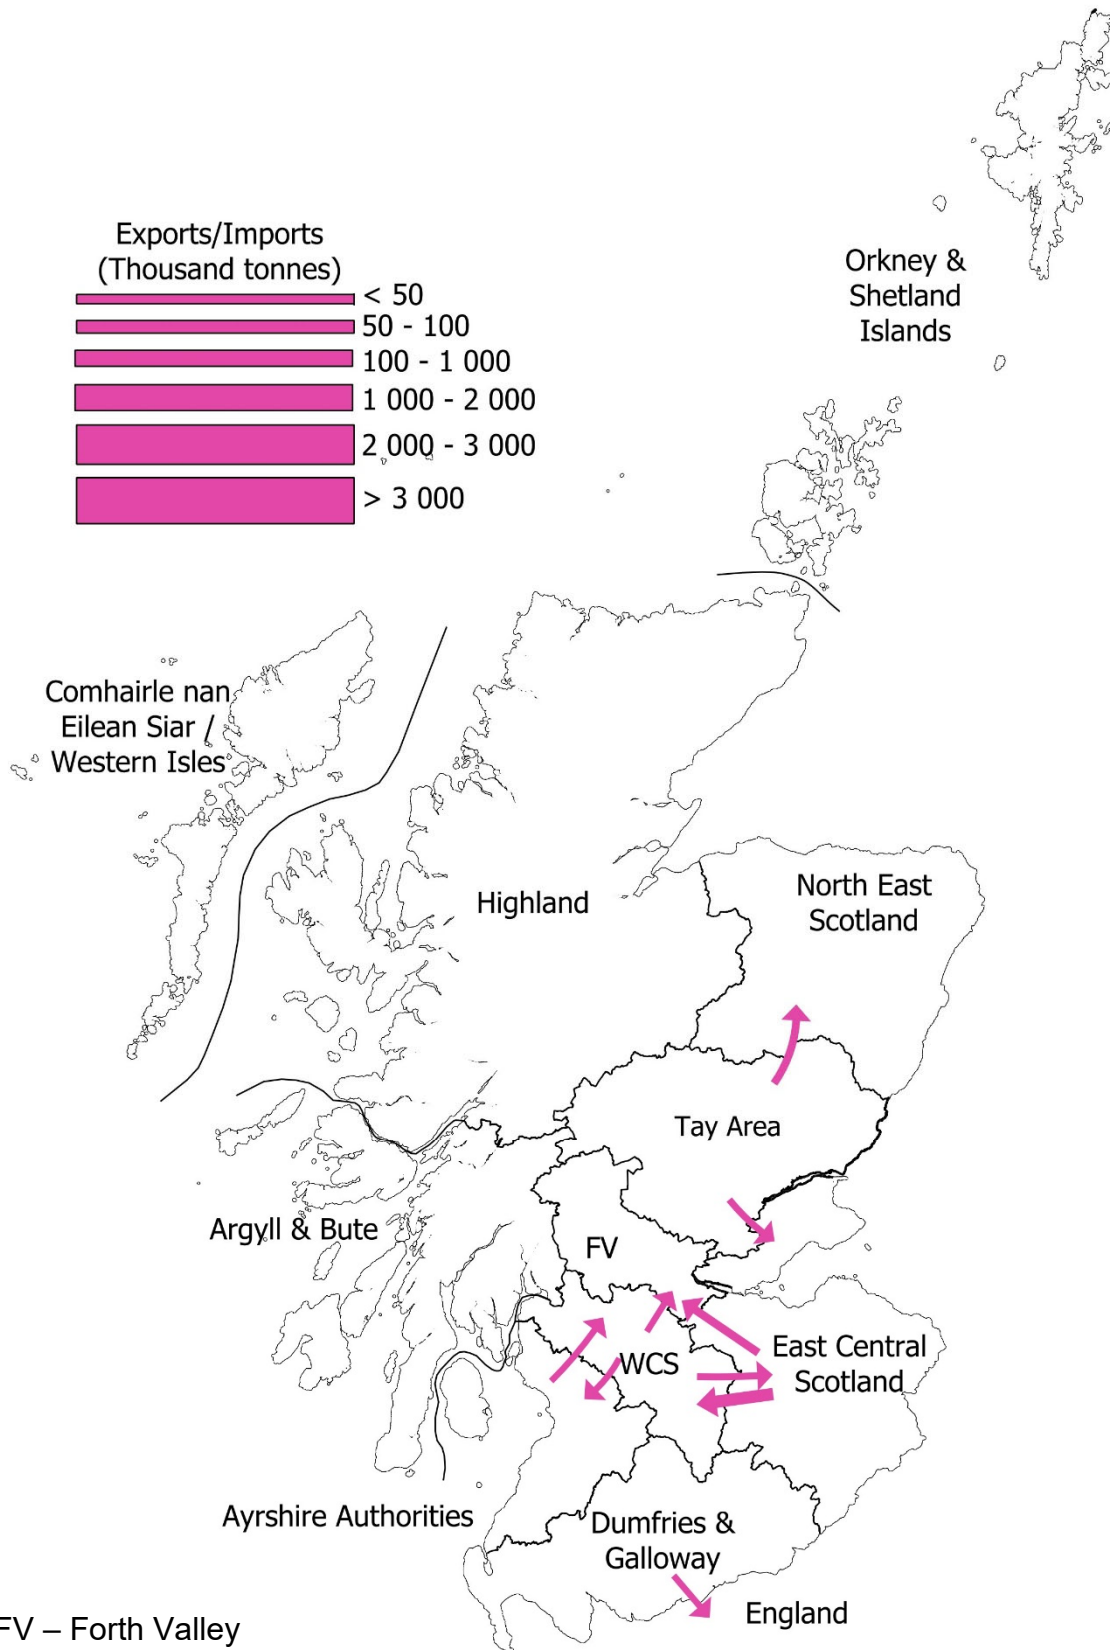 Exports/Imports
(Thousand tonnes)
< 50
50 - 100
100 - 1 000
1 000 - 2 000
2 000 - 3 000
> 3 000
Orkney &
Shetland
Islands
Comhairle nan
Eilean Siar /
Western Isles
Highland
North East
Scotland
Tay Area
Argyll & Bute
FV
WCS
East Central
Scotland
Ayrshire Authorities
Dumfries &
Galloway
England
FV – Forth Valley